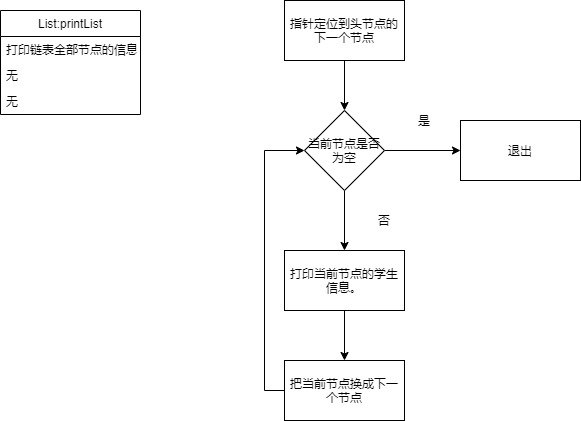 List:printList
打印链表全部节点的信息
无
无
指针定位到头节点的
下一个节点
当前节点是否
为空
是
退出
否
打印当前节点的学生
信息。
把当前节点换成下一
个节点